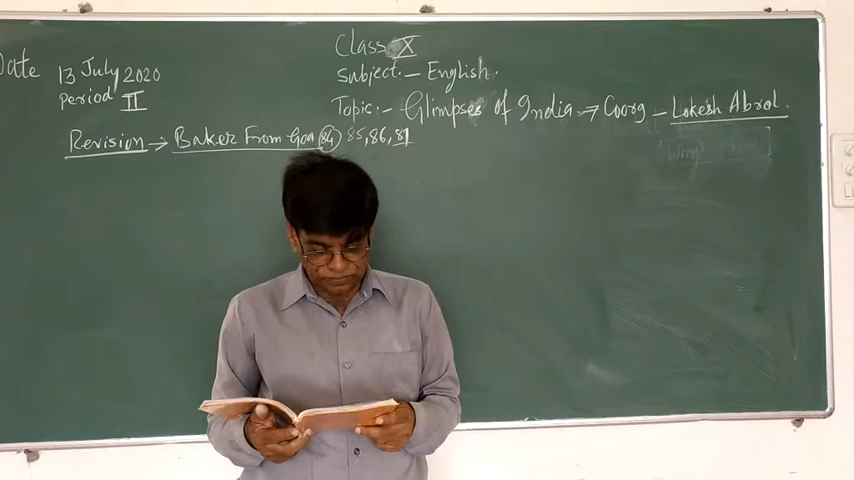 Date 13 July 2020
Period II
Class X
Subject:- English.
Topic:- Glimpses of India. → Coorg - Lokesh Abrol.
Revision → Baker From Goa 84 85, 86, 87